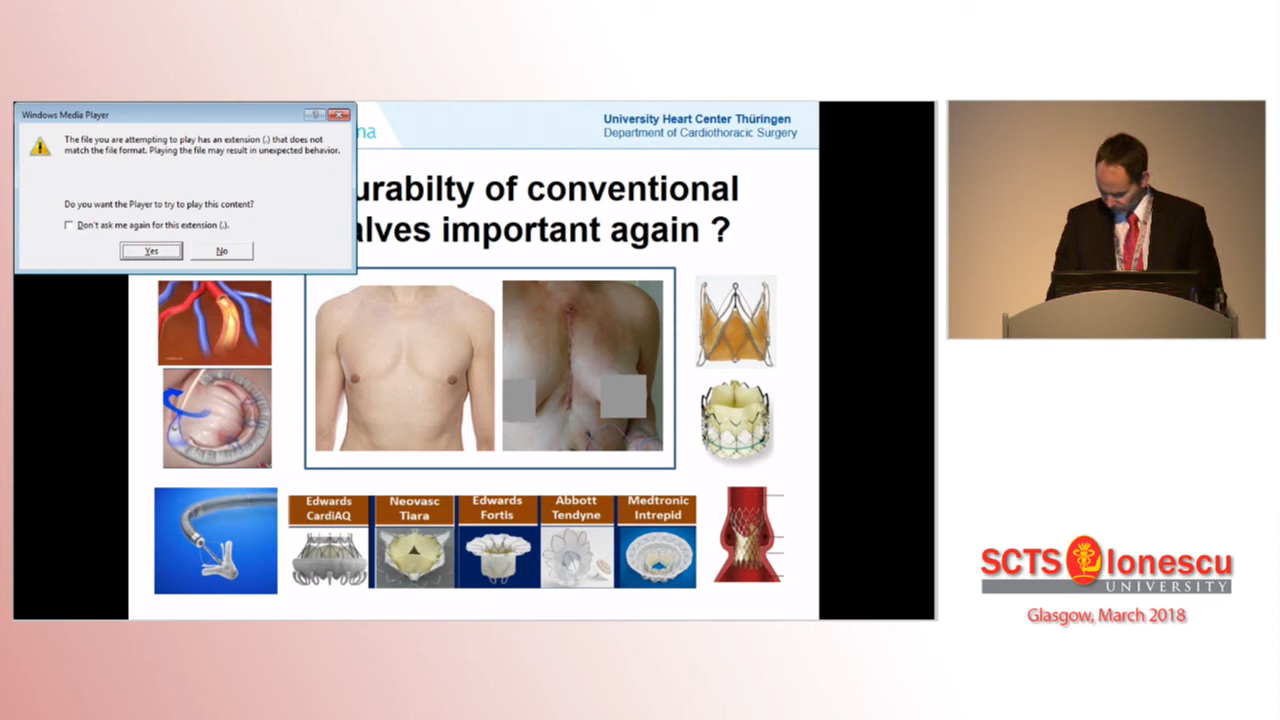 Windows Media Player
The file you are attempting to play has an extension (.) that does not
match the file format. Playing the file may result in unexpected behavior.
Do you want the Player to try to play this content?
Don't ask me again for this extension (.).
Yes
No
na
University Heart Center Thüringen
Department of Cardiothoracic Surgery
urabilty of conventional
alves important again ?
Edwards
CardiAQ
Neovasc
Tiara
Edwards
Fortis
Abbott
Tendyne
Medtronic
Intrepid
SCTS Ionescu
UNIVERSITY
Glasgow, March 2018